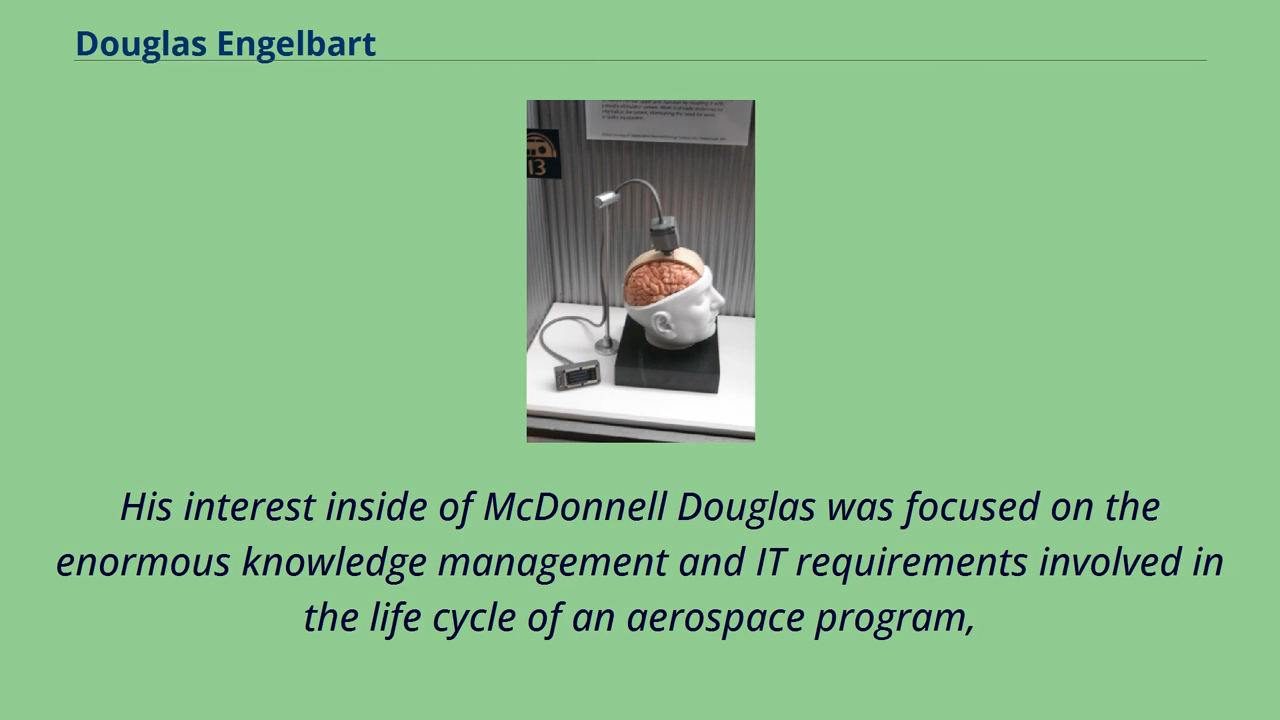 Douglas Engelbart
13
His interest inside of McDonnell Douglas was focused on the
enormous knowledge management and IT requirements involved in
the life cycle of an aerospace program,